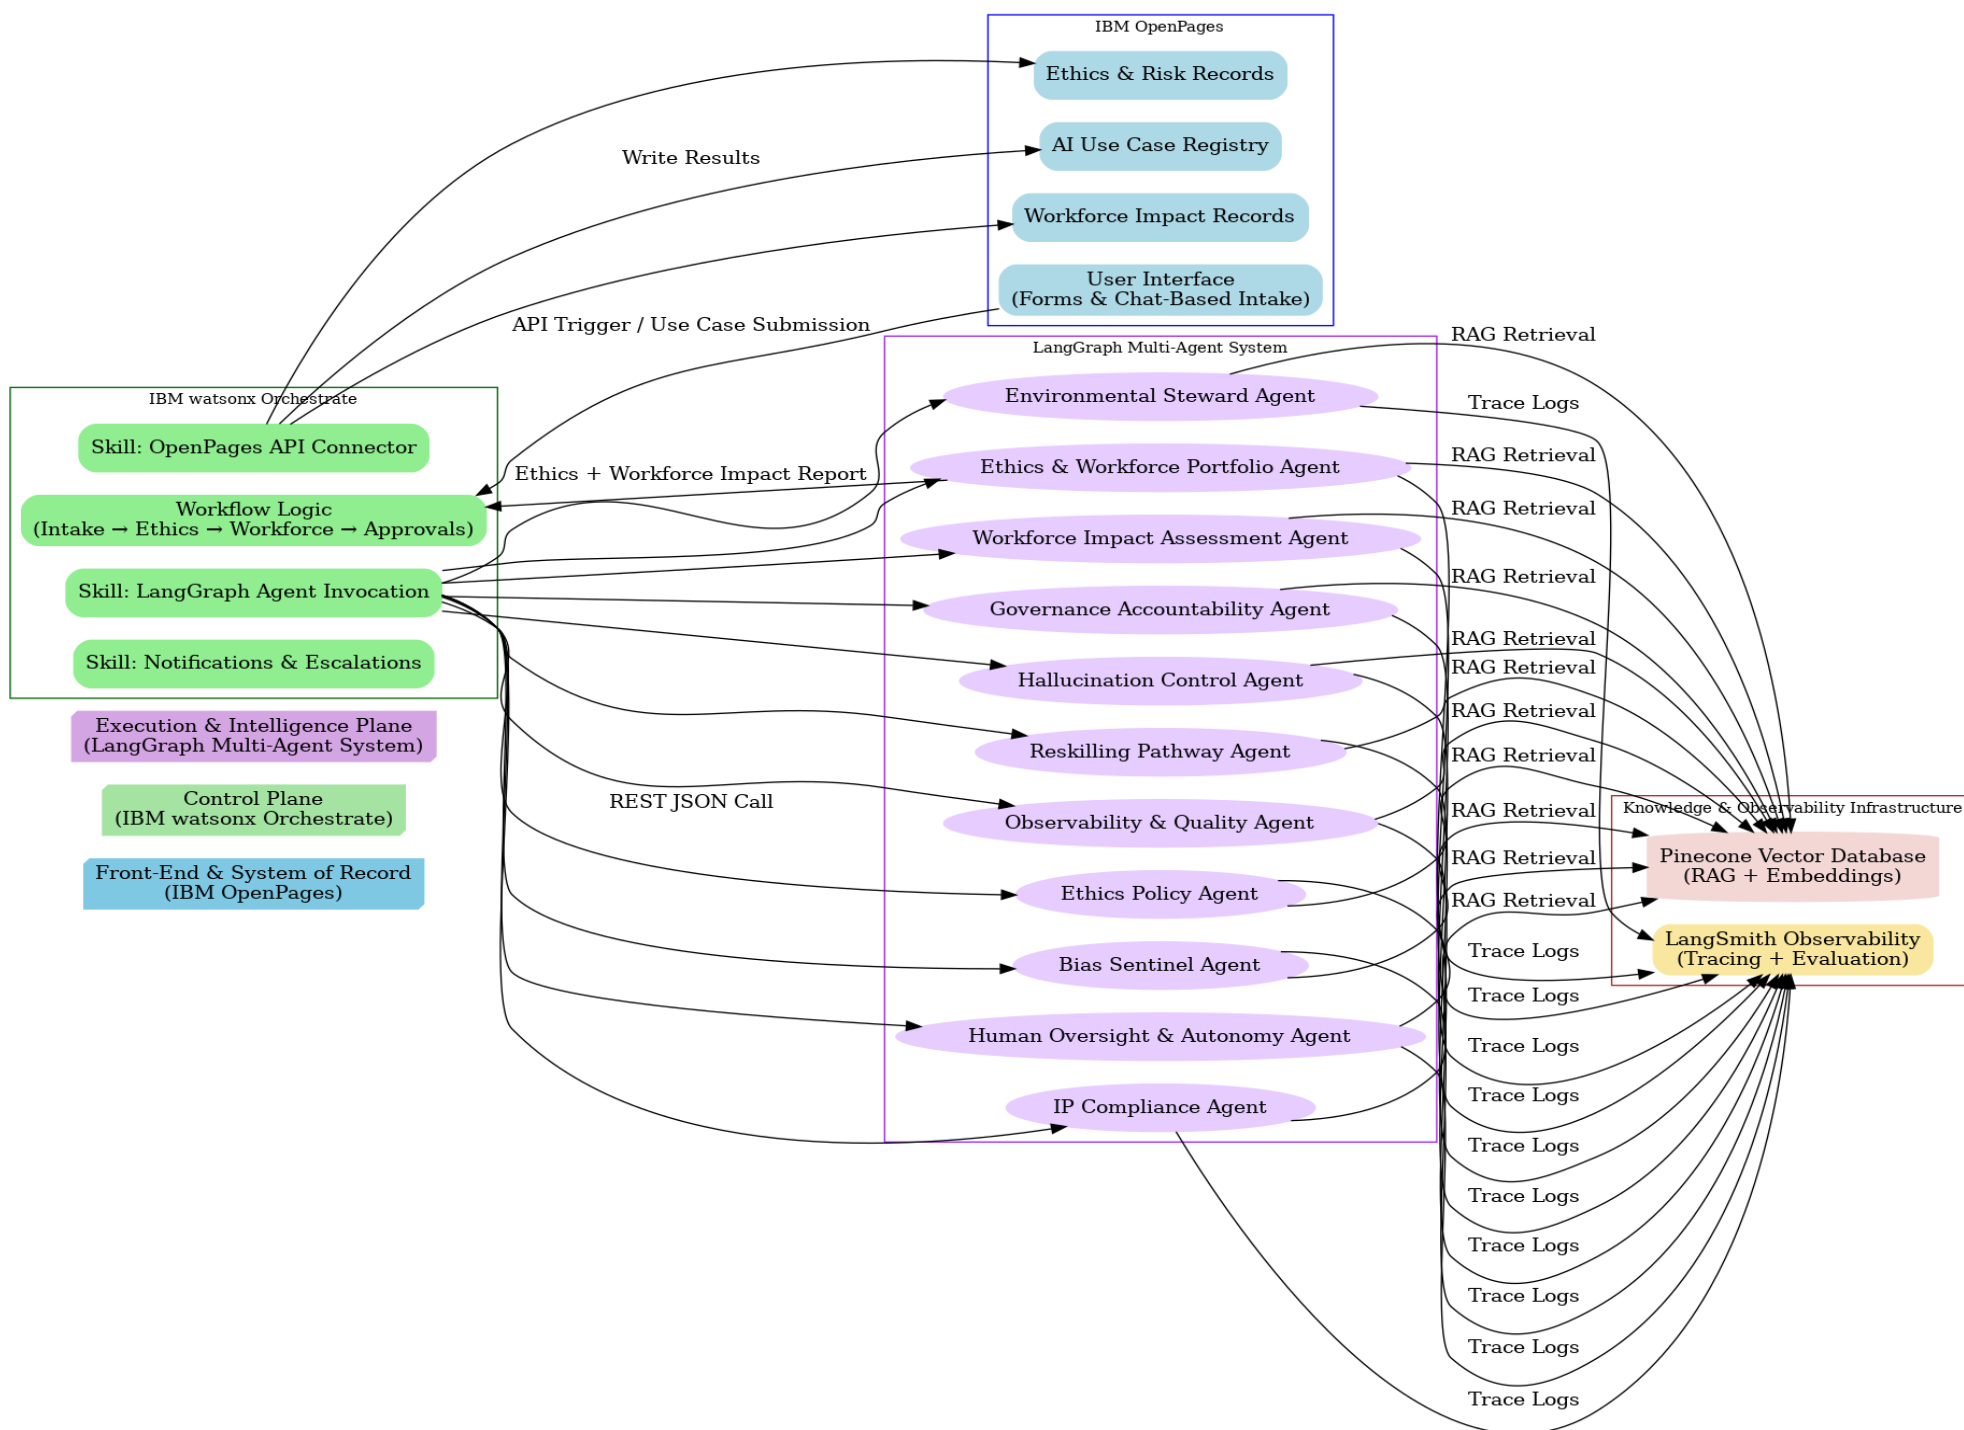 IBM OpenPages
Ethics & Risk Records
AI Use Case Registry
Workforce Impact Records
User Interface
(Forms & Chat-Based Intake)
Write Results
API Trigger / Use Case Submission
Ethics + Workforce Impact Report
REST JSON Call
IBM watsonx Orchestrate
Skill: OpenPages API Connector
Workflow Logic
(Intake → Ethics → Workforce → Approvals)
Skill: LangGraph Agent Invocation
Skill: Notifications & Escalations
Execution & Intelligence Plane
(LangGraph Multi-Agent System)
Control Plane
(IBM watsonx Orchestrate)
Front-End & System of Record
(IBM OpenPages)
LangGraph Multi-Agent System
Environmental Steward Agent
Ethics & Workforce Portfolio Agent
Workforce Impact Assessment Agent
Governance Accountability Agent
Hallucination Control Agent
Reskilling Pathway Agent
Observability & Quality Agent
Ethics Policy Agent
Bias Sentinel Agent
Human Oversight & Autonomy Agent
IP Compliance Agent
RAG Retrieval
Trace Logs
RAG Retrieval
RAG Retrieval
RAG Retrieval
RAG Retrieval
RAG Retrieval
RAG Retrieval
RAG Retrieval
RAG Retrieval
RAG Retrieval
RAG Retrieval
Trace Logs
Trace Logs
Trace Logs
Trace Logs
Trace Logs
Trace Logs
Trace Logs
Trace Logs
Trace Logs
Trace Logs
Knowledge & Observability Infrastructure
Pinecone Vector Database
(RAG + Embeddings)
LangSmith Observability
(Tracing + Evaluation)